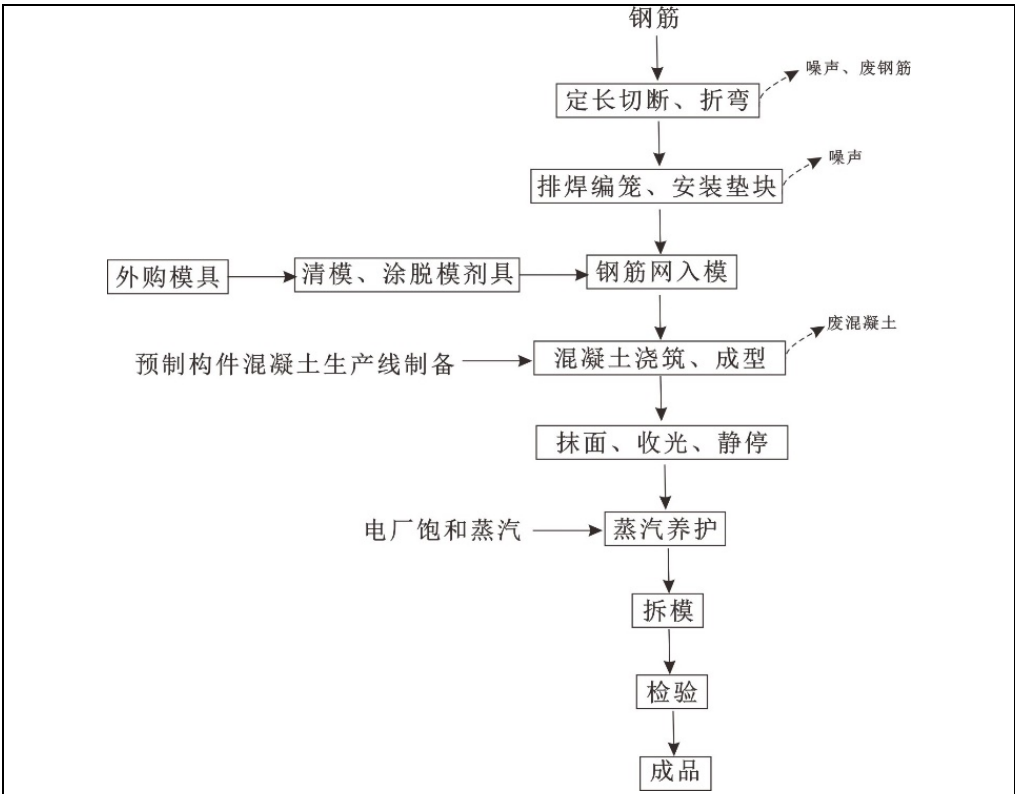 钢筋
噪声、废钢筋
定长切断、折弯
噪声
排焊编笼、安装垫块
外购模具
清模、涂脱模剂具
钢筋网入模
废混凝土
预制构件混凝土生产线制备
混凝土浇筑、成型
抹面、收光、静停
电厂饱和蒸汽
蒸汽养护
拆模
检验
成品